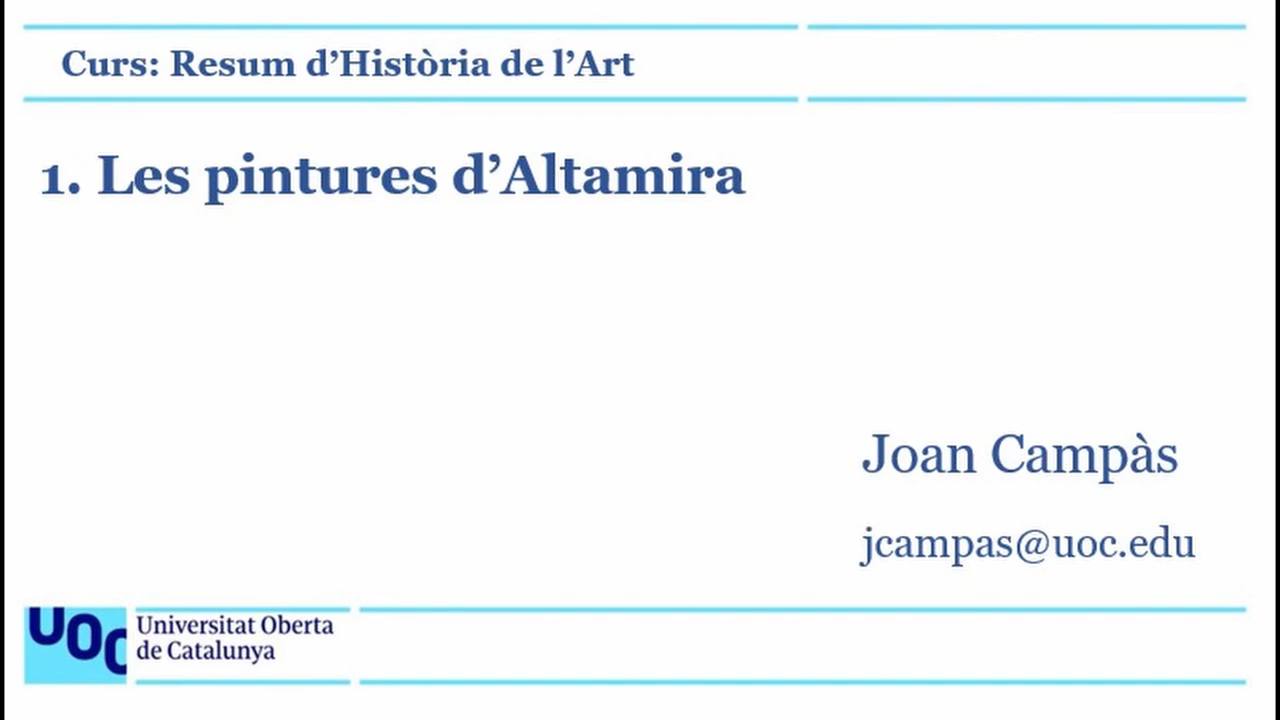 Curs: Resum d’Història de l’Art
1. Les pintures d’Altamira
Joan Campàs
jcampas@uoc.edu
UOC
Universitat Oberta
de Catalunya